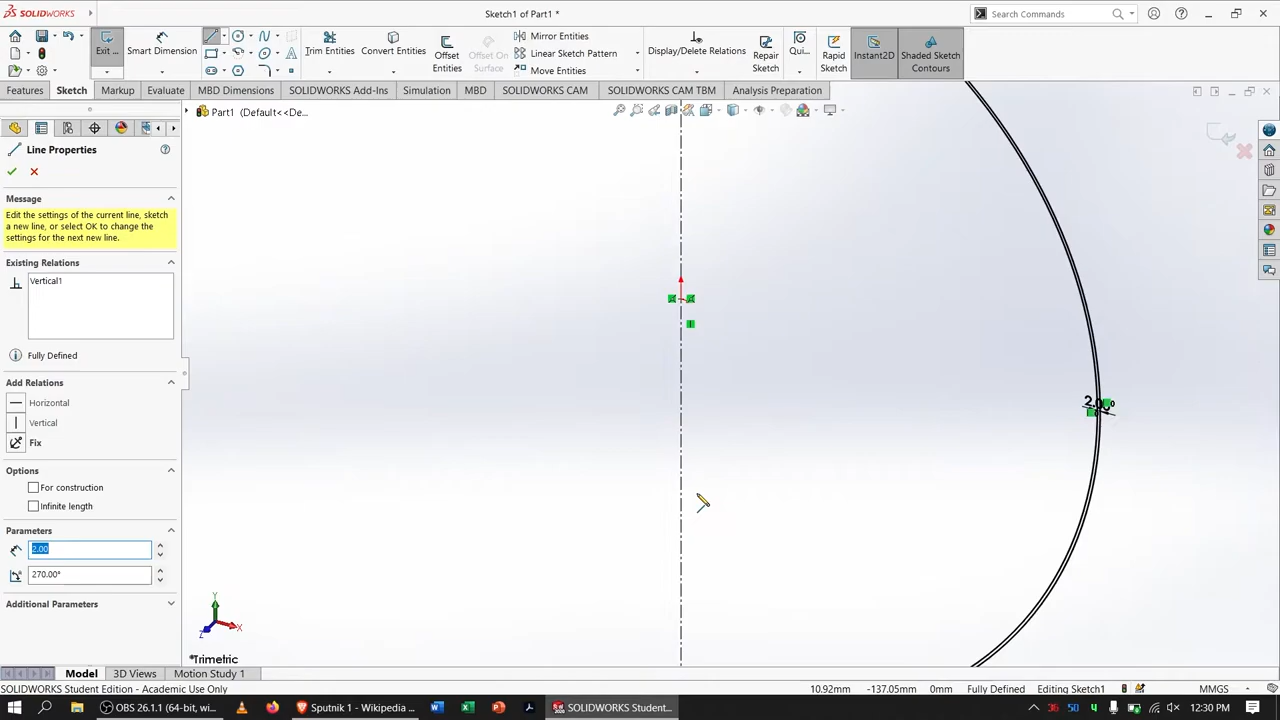 SOLIDWORKS
Sketch1 of Part1 *
Search Commands
Exit ...
Smart Dimension
Trim Entities
Convert Entities
Offset Entities
Offset On Surface
Mirror Entities
Linear Sketch Pattern
Move Entities
Display/Delete Relations
Repair Sketch
Qui...
Rapid Sketch
Instant2D
Shaded Sketch Contours
Features
Sketch
Markup
Evaluate
MBD Dimensions
SOLIDWORKS Add-Ins
Simulation
MBD
SOLIDWORKS CAM
SOLIDWORKS CAM TBM
Analysis Preparation
Part1 (Default<<De...
Line Properties
Message
Edit the settings of the current line, sketch
a new line, or select OK to change the
settings for the next new line.
Existing Relations
Vertical1
Fully Defined
Add Relations
Horizontal
Vertical
Fix
Options
For construction
Infinite length
Parameters
2.00
270.00°
Additional Parameters
Y
X
Z
*Trimetric
Model
3D Views
Motion Study 1
SOLIDWORKS Student Edition - Academic Use Only
10.92mm
-137.05mm
0mm
Fully Defined
Editing Sketch1
MMGS
OBS 26.1.1 (64-bit, wi...
Sputnik 1 - Wikipedia ...
SOLIDWORKS Student...
36
50
12:30 PM